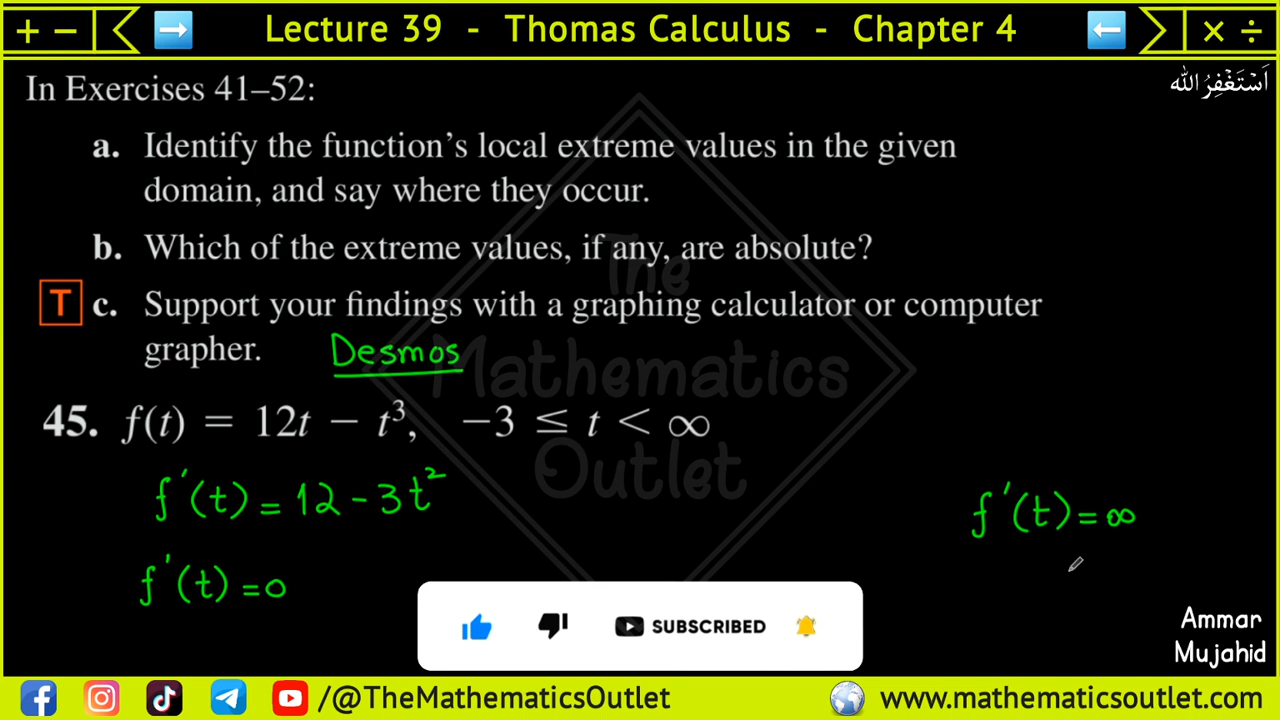 + − Lecture 39 - Thomas Calculus - Chapter 4 × ÷
اَسْتَغْفِرُ اللّٰه
In Exercises 41–52:
a. Identify the function's local extreme values in the given
domain, and say where they occur.
b. Which of the extreme values, if any, are absolute?
T c. Support your findings with a graphing calculator or computer
grapher. Desmos
The
Mathematics
Outlet
45. f(t) = 12t − t³, −3 ≤ t < ∞
f'(t) = 12 - 3t²
f'(t) = ∞
f'(t) = 0
SUBSCRIBED
Ammar
Mujahid
/@TheMathematicsOutlet www.mathematicsoutlet.com